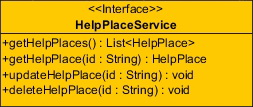 <<Interface>>
HelpPlaceService
+getHelpPlaces() : List<HelpPlace>
+getHelpPlace(id : String) : HelpPlace
+updateHelpPlace(id : String) : void
+deleteHelpPlace(id : String) : void